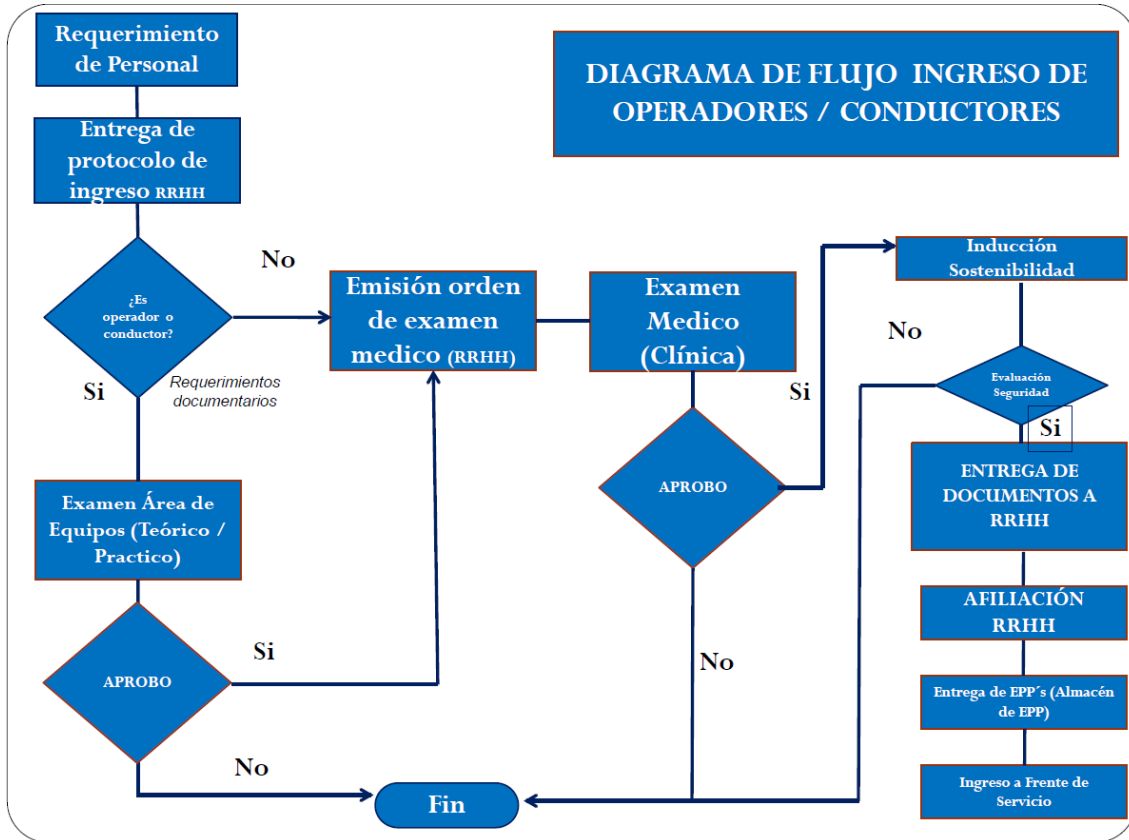 Requerimiento
de Personal
DIAGRAMA DE FLUJO INGRESO DE
OPERADORES / CONDUCTORES
Entrega de
protocolo de
ingreso RRHH
¿Es
operador o
conductor?
No
Si
Requerimientos
documentarios
Emisión orden
de examen
medico (RRHH)
Examen
Medico
(Clínica)
Si
Inducción
Sostenibilidad
No
Evaluación
Seguridad
Si
APROBO
ENTREGA DE
DOCUMENTOS A
RRHH
Examen Área de
Equipos (Teórico /
Practico)
AFILIACIÓN
RRHH
APROBO
Si
No
Entrega de EPP´s (Almacén
de EPP)
No
Fin
Ingreso a Frente de
Servicio